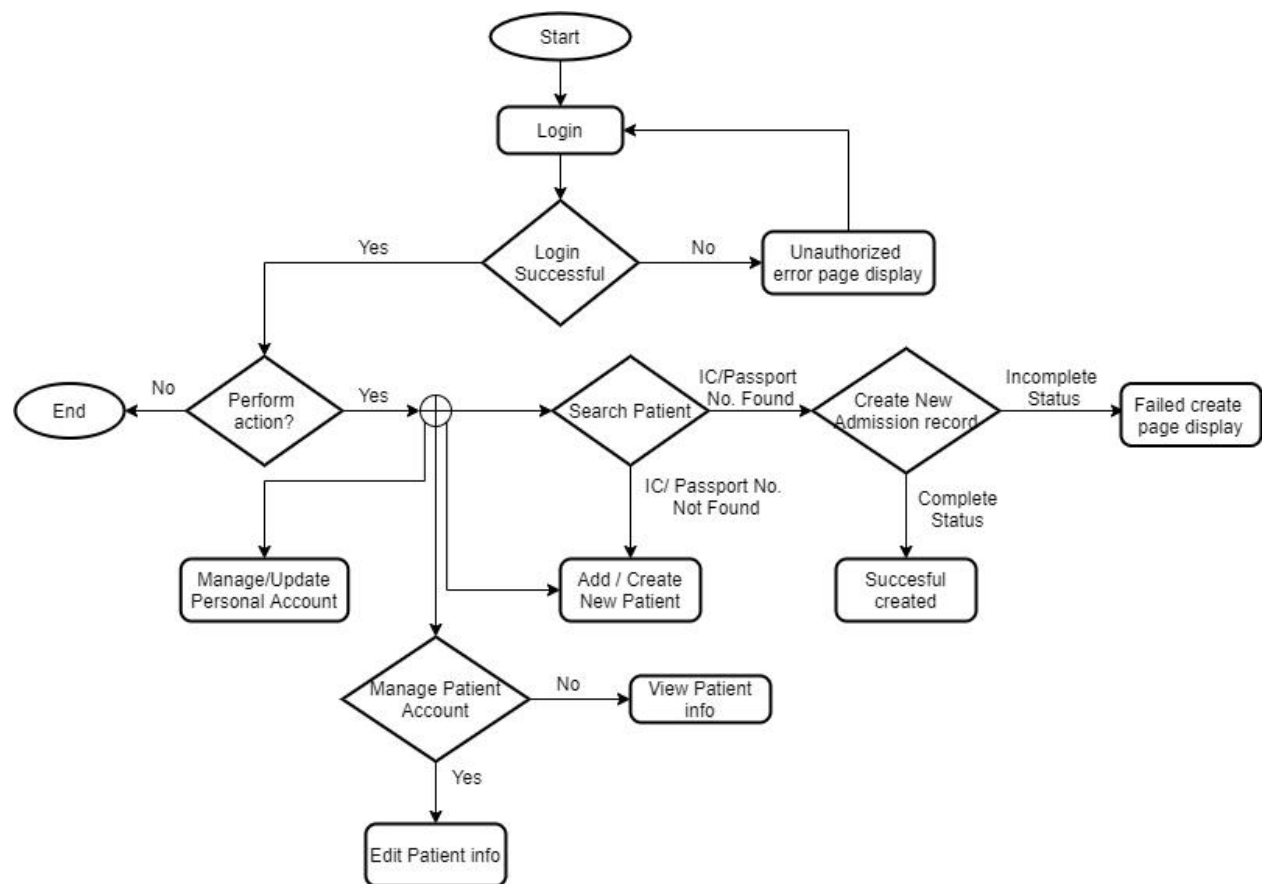 Start
Login
Yes
Login
Successful
No
Unauthorized
error page display
End
No
Perform
action?
Yes
Search Patient
IC/Passport
No. Found
Create New
Admission record
Incomplete
Status
Failed create
page display
IC/ Passport No.
Not Found
Complete
Status
Manage/Update
Personal Account
Add / Create
New Patient
Succesful
created
Manage Patient
Account
No
View Patient
info
Yes
Edit Patient info